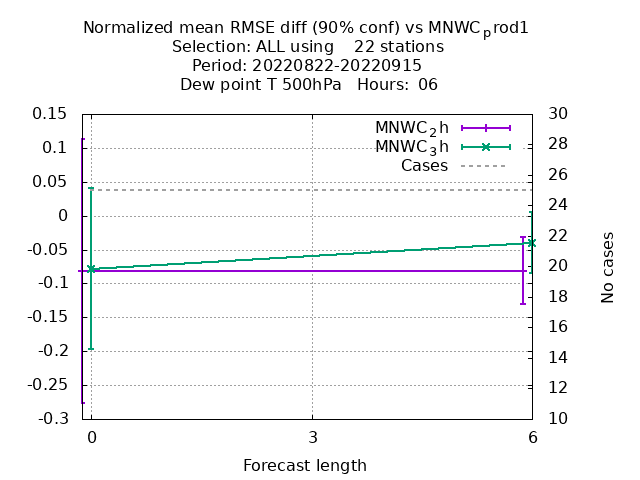 Normalized mean RMSE diff (90% conf) vs MNWCprod1
Selection: ALL using    22 stations
Period: 20220822-20220915
Dew point T 500hPa   Hours:  06
MNWC2h
MNWC3h
Cases
0.15
0.1
0.05
0
-0.05
-0.1
-0.15
-0.2
-0.25
-0.3
30
28
26
24
22
20
18
16
14
12
10
No cases
0 3 6
Forecast length